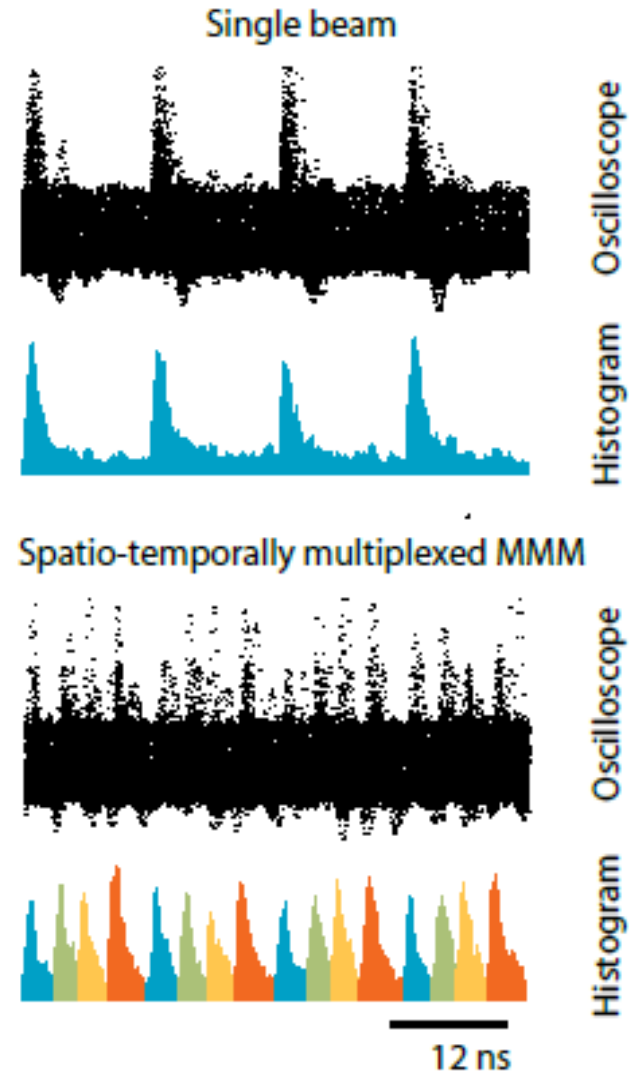 Single beam
Oscilloscope
Histogram
Spatio-temporally multiplexed MMM
Oscilloscope
Histogram
12 ns